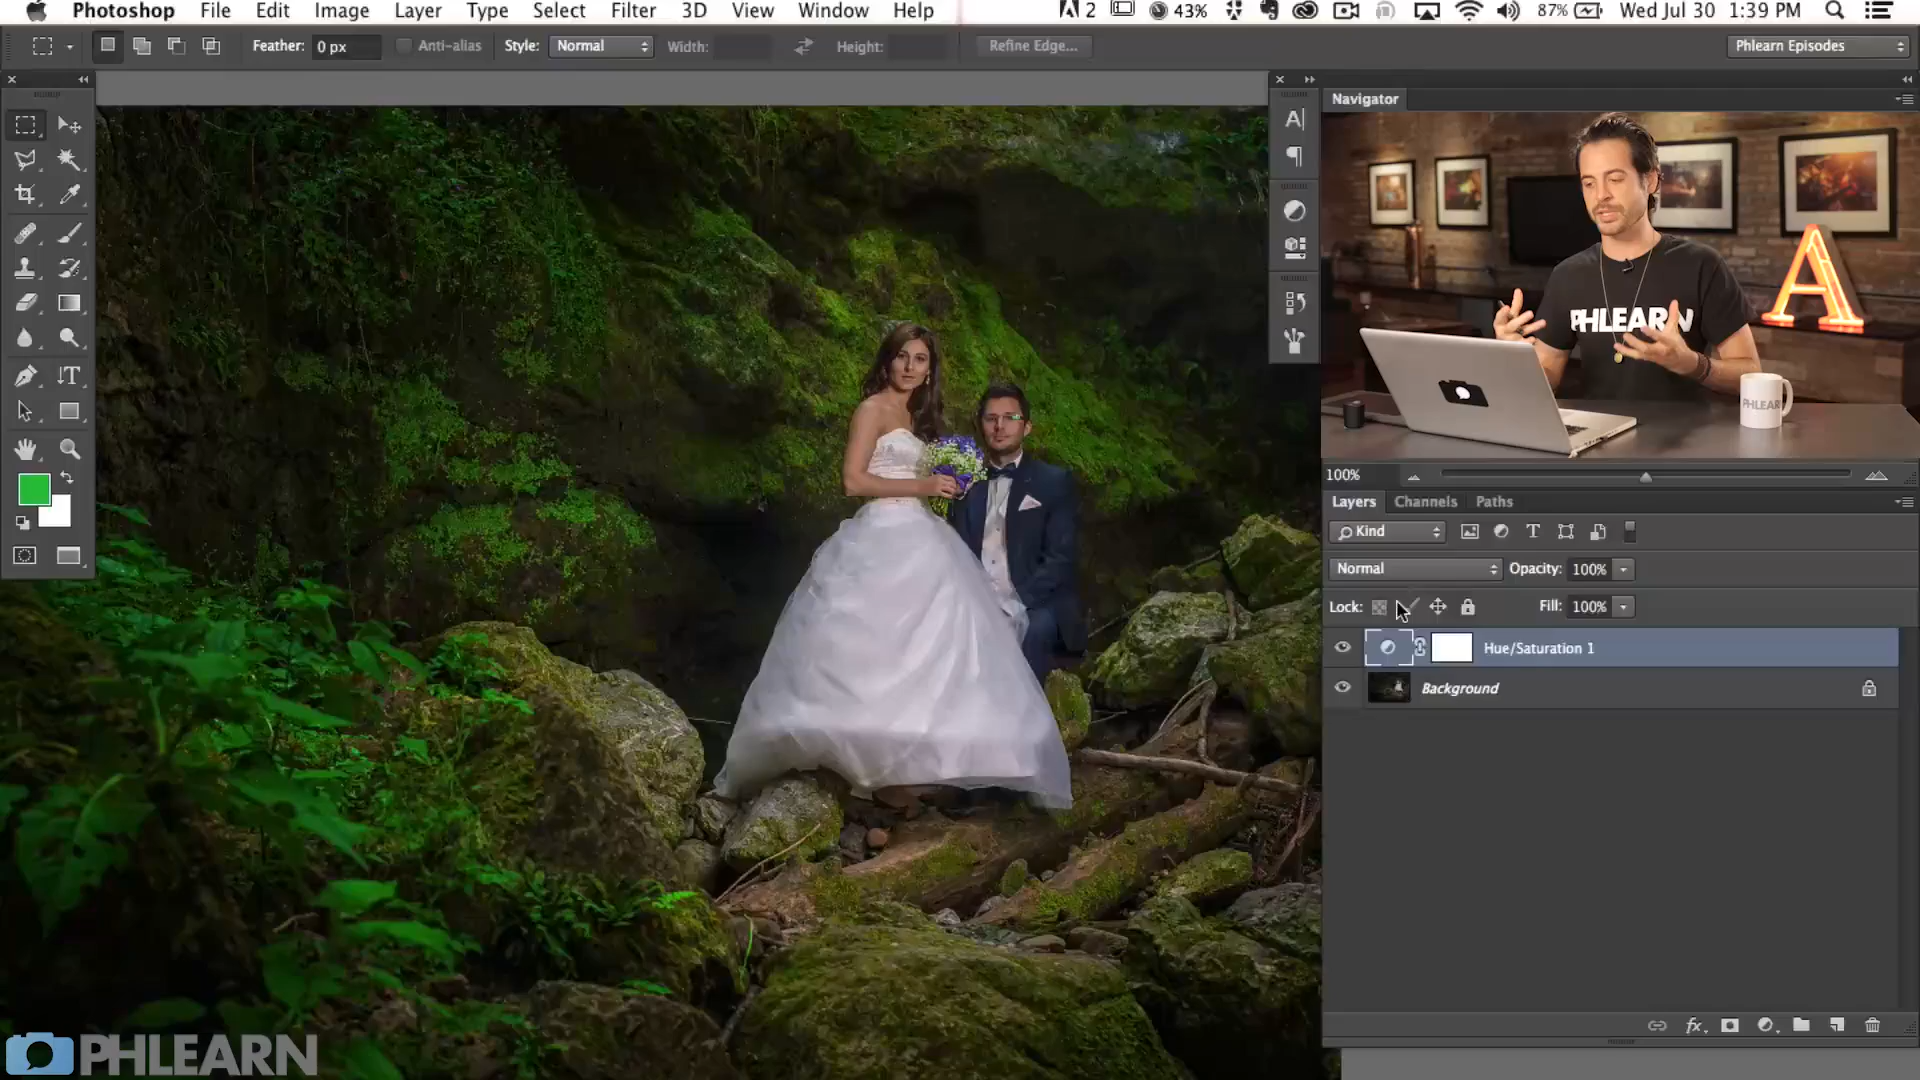 Photoshop File Edit Image Layer Type Select Filter 3D View Window Help 2 43% 87% Wed Jul 30 1:39 PM
Feather: 0 px Anti-alias Style: Normal Width: Height: Refine Edge... Phlearn Episodes
Navigator
PHLEARN
PHLEARN
100%
Layers Channels Paths
Kind
Normal Opacity: 100%
Lock: Fill: 100%
Hue/Saturation 1
Background
PHLEARN